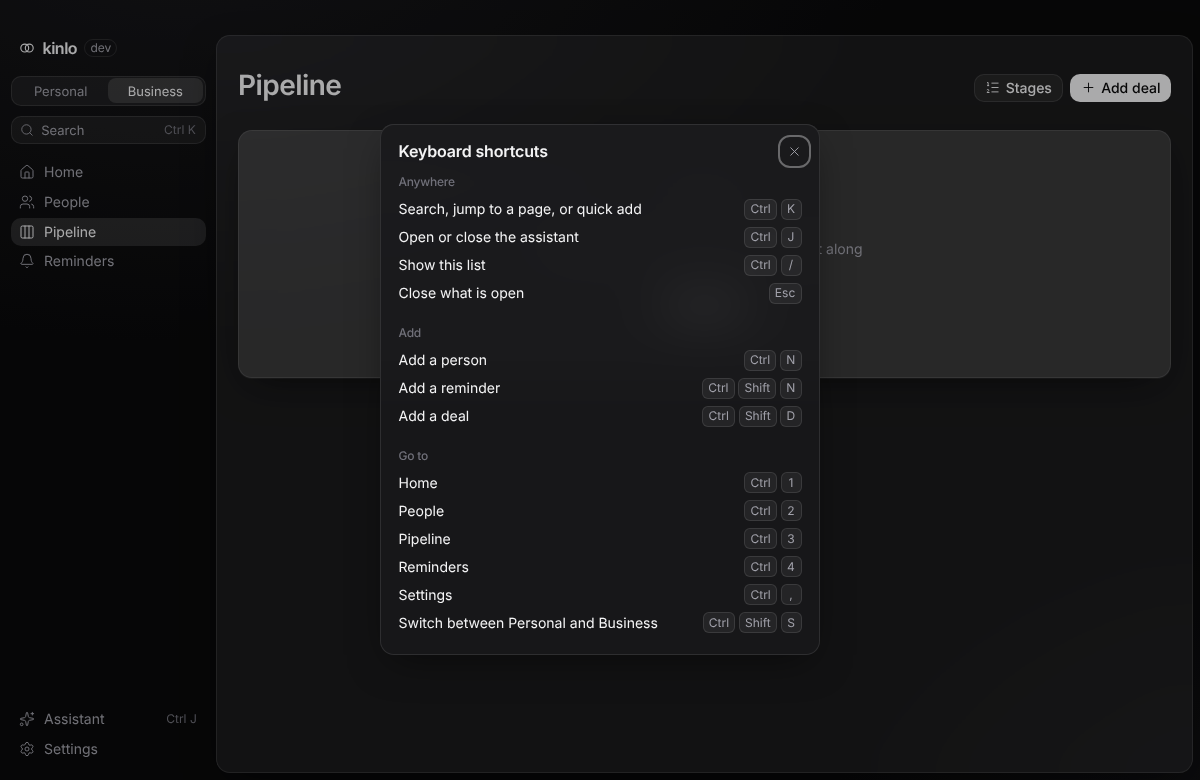 kinlo dev
Personal Business
Search Ctrl K
Home
People
Pipeline
Reminders
Assistant Ctrl J
Settings
Pipeline
Stages
+ Add deal
along
Keyboard shortcuts
Anywhere
Search, jump to a page, or quick add Ctrl K
Open or close the assistant Ctrl J
Show this list Ctrl /
Close what is open Esc
Add
Add a person Ctrl N
Add a reminder Ctrl Shift N
Add a deal Ctrl Shift D
Go to
Home Ctrl 1
People Ctrl 2
Pipeline Ctrl 3
Reminders Ctrl 4
Settings Ctrl ,
Switch between Personal and Business Ctrl Shift S